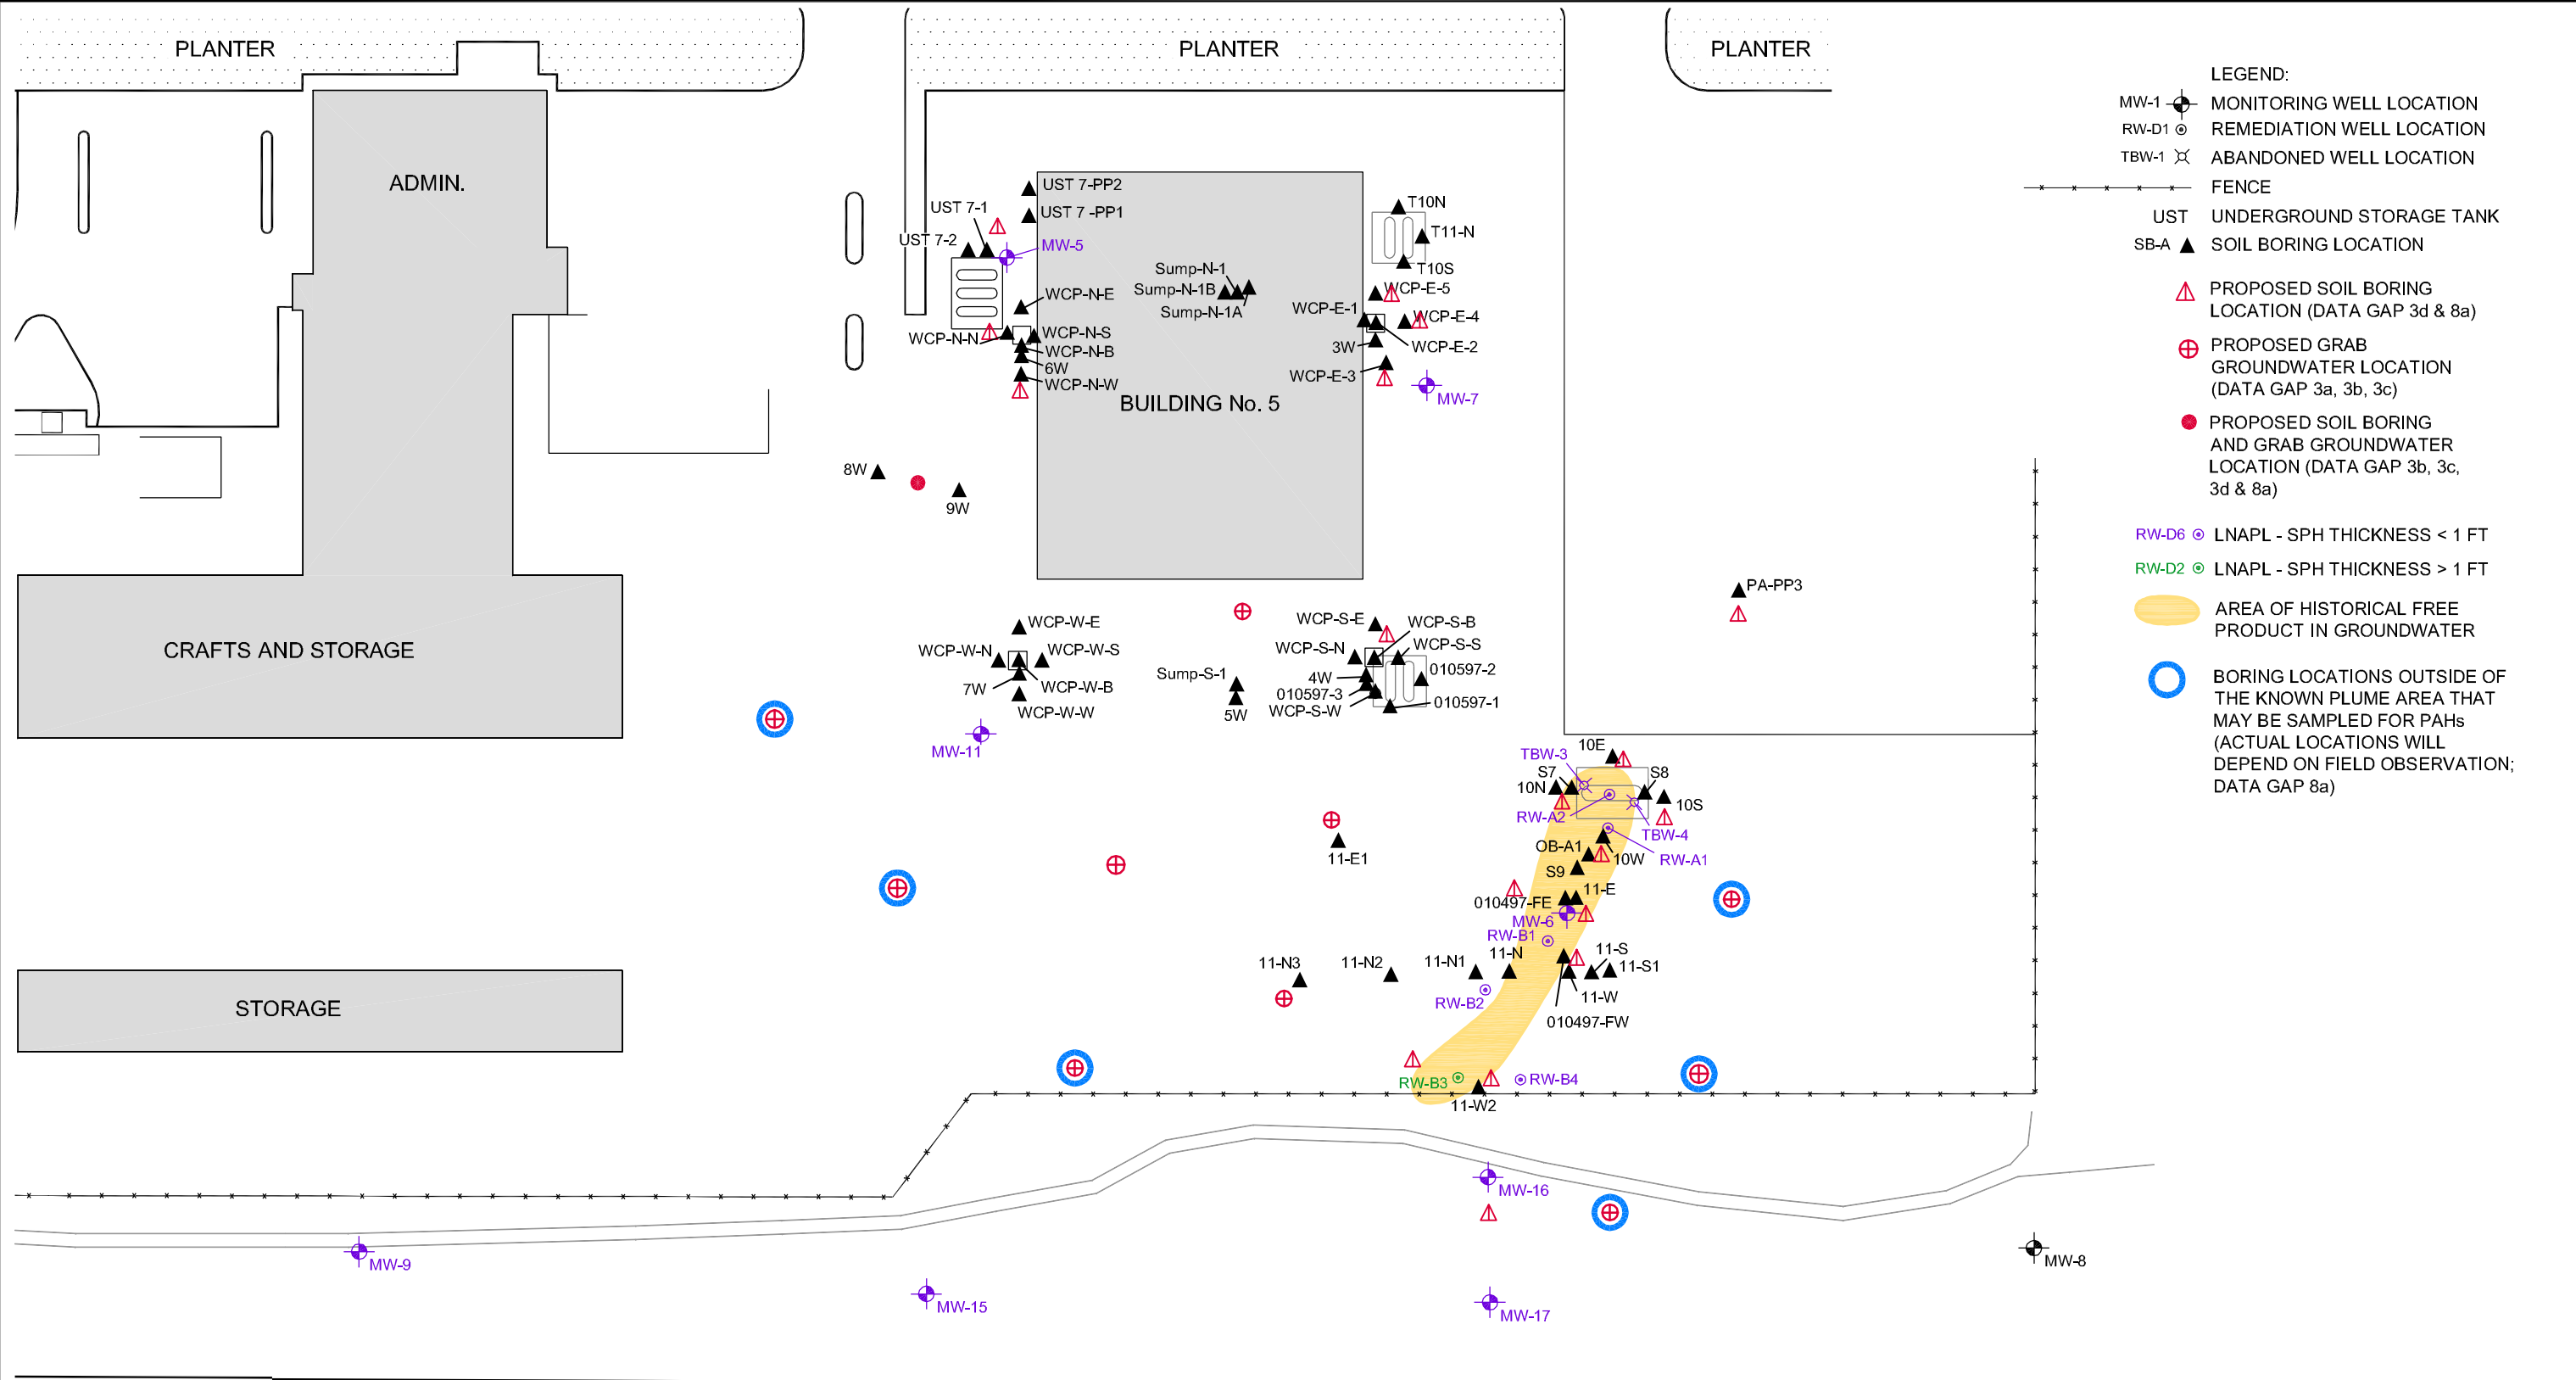 PLANTER
PLANTER
PLANTER
ADMIN.
UST 7-PP2
UST 7 -PP1
UST 7-1
UST 7-2
MW-5
WCP-N-E
WCP-N-N
WCP-N-S
WCP-N-B
6W
WCP-N-W
Sump-N-1
Sump-N-1B
Sump-N-1A
BUILDING No. 5
T10N
T11-N
T10S
WCP-E-5
WCP-E-1
WCP-E-4
WCP-E-2
3W
WCP-E-3
MW-7
8W
9W
CRAFTS AND STORAGE
WCP-W-E
WCP-W-N
WCP-W-S
WCP-W-B
7W
WCP-W-W
MW-11
Sump-S-1
5W
WCP-S-E
WCP-S-B
WCP-S-N
WCP-S-S
4W
010597-2
010597-3
WCP-S-W
010597-1
PA-PP3
TBW-3
10E
S7
S8
10N
10S
RW-A2
TBW-4
OB-A1
10W
RW-A1
S9
11-E1
11-E
010497-FE
MW-6
RW-B1
11-N3
11-N2
11-N1
11-N
11-S
11-S1
11-W
RW-B2
010497-FW
STORAGE
RW-B3
RW-B4
11-W2
MW-16
MW-9
MW-15
MW-17
MW-8
LEGEND:
MW-1 MONITORING WELL LOCATION
RW-D1 REMEDIATION WELL LOCATION
TBW-1 ABANDONED WELL LOCATION
FENCE
UST UNDERGROUND STORAGE TANK
SB-A SOIL BORING LOCATION
PROPOSED SOIL BORING
LOCATION (DATA GAP 3d & 8a)
PROPOSED GRAB
GROUNDWATER LOCATION
(DATA GAP 3a, 3b, 3c)
PROPOSED SOIL BORING
AND GRAB GROUNDWATER
LOCATION (DATA GAP 3b, 3c,
3d & 8a)
RW-D6 LNAPL - SPH THICKNESS < 1 FT
RW-D2 LNAPL - SPH THICKNESS > 1 FT
AREA OF HISTORICAL FREE
PRODUCT IN GROUNDWATER
BORING LOCATIONS OUTSIDE OF
THE KNOWN PLUME AREA THAT
MAY BE SAMPLED FOR PAHs
(ACTUAL LOCATIONS WILL
DEPEND ON FIELD OBSERVATION;
DATA GAP 8a)